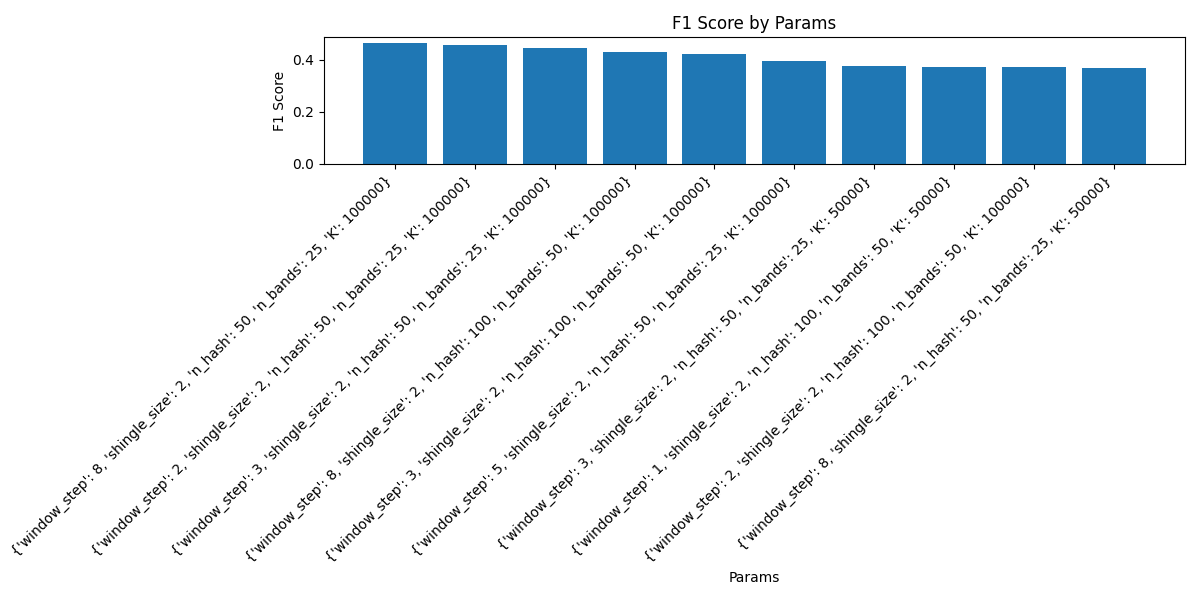 F1 Score by Params
F1 Score
0.4
0.2
0.0
{'window_step': 8, 'shingle_size': 2, 'n_hash': 50, 'n_bands': 25, 'K': 100000}
{'window_step': 2, 'shingle_size': 2, 'n_hash': 50, 'n_bands': 25, 'K': 100000}
{'window_step': 3, 'shingle_size': 2, 'n_hash': 50, 'n_bands': 25, 'K': 100000}
{'window_step': 8, 'shingle_size': 2, 'n_hash': 100, 'n_bands': 50, 'K': 100000}
{'window_step': 3, 'shingle_size': 2, 'n_hash': 100, 'n_bands': 50, 'K': 100000}
{'window_step': 5, 'shingle_size': 2, 'n_hash': 50, 'n_bands': 25, 'K': 100000}
{'window_step': 3, 'shingle_size': 2, 'n_hash': 50, 'n_bands': 25, 'K': 50000}
{'window_step': 1, 'shingle_size': 2, 'n_hash': 100, 'n_bands': 50, 'K': 50000}
{'window_step': 2, 'shingle_size': 2, 'n_hash': 100, 'n_bands': 50, 'K': 100000}
{'window_step': 8, 'shingle_size': 2, 'n_hash': 50, 'n_bands': 25, 'K': 50000}
Params